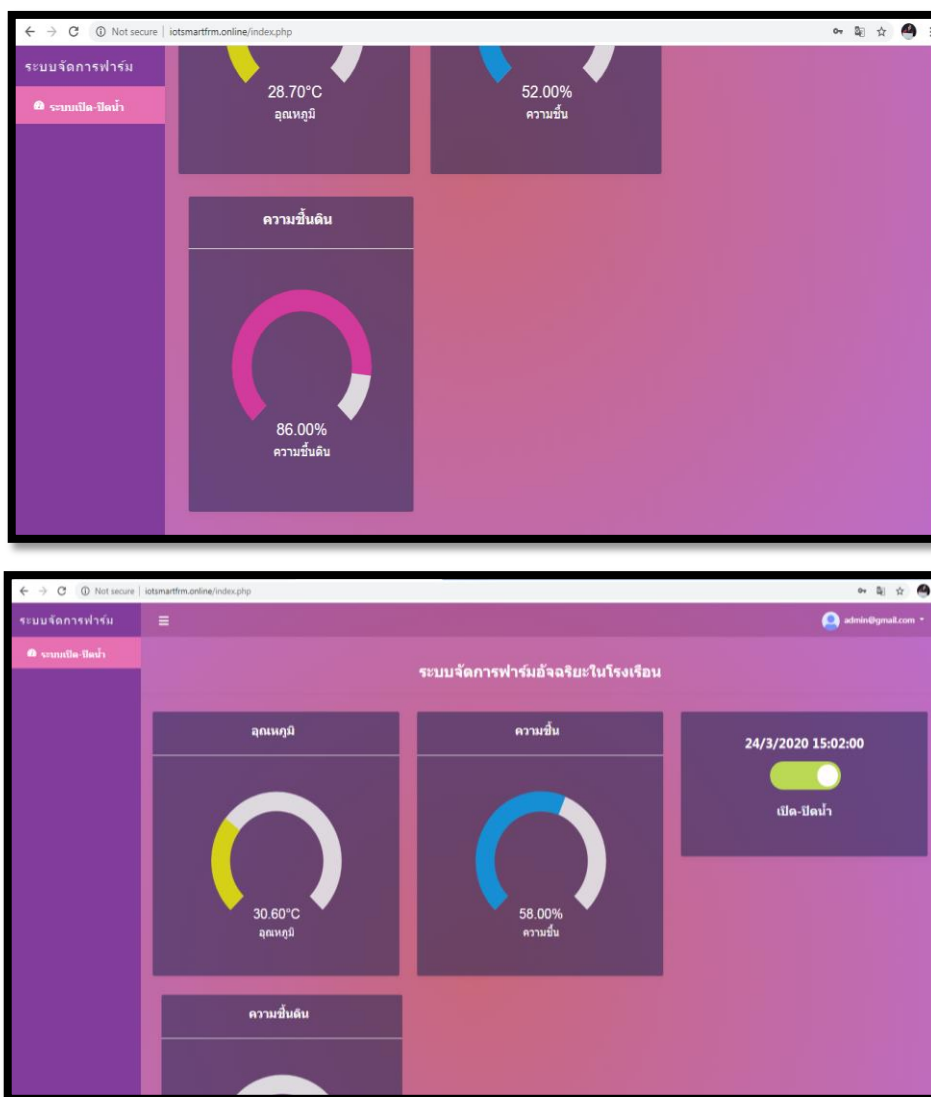 Not secure | iotsmartfrm.online/index.php
ระบบจัดการฟาร์ม
ระบบเปิด-ปิดน้ำ
28.70°C
อุณหภูมิ
52.00%
ความชื้น
ความชื้นดิน
86.00%
ความชื้นดิน
Not secure | iotsmartfrm.online/index.php
ระบบจัดการฟาร์ม
admin@gmail.com
ระบบเปิด-ปิดน้ำ
ระบบจัดการฟาร์มอัจฉริยะในโรงเรือน
อุณหภูมิ
30.60°C
อุณหภูมิ
ความชื้น
58.00%
ความชื้น
24/3/2020 15:02:00
เปิด-ปิดน้ำ
ความชื้นดิน